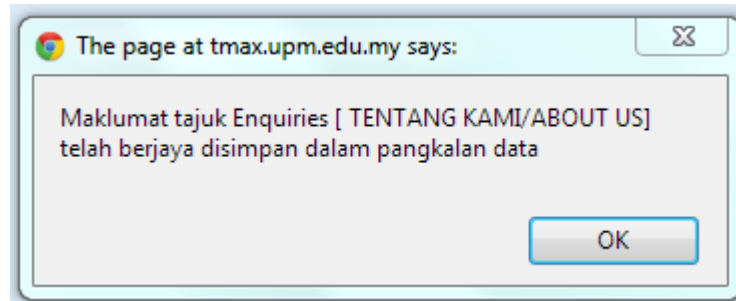 The page at tmax.upm.edu.my says:
Maklumat tajuk Enquiries [ TENTANG KAMI/ABOUT US]
telah berjaya disimpan dalam pangkalan data
OK